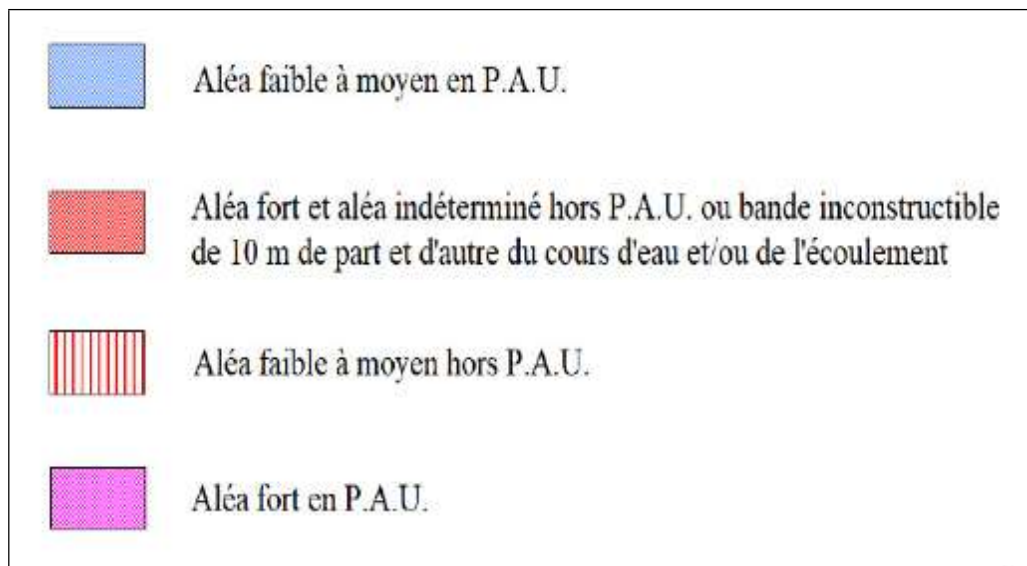 Aléa faible à moyen en P.A.U.
Aléa fort et aléa indéterminé hors P.A.U. ou bande inconstructible
de 10 m de part et d'autre du cours d'eau et/ou de l'écoulement
Aléa faible à moyen hors P.A.U.
Aléa fort en P.A.U.